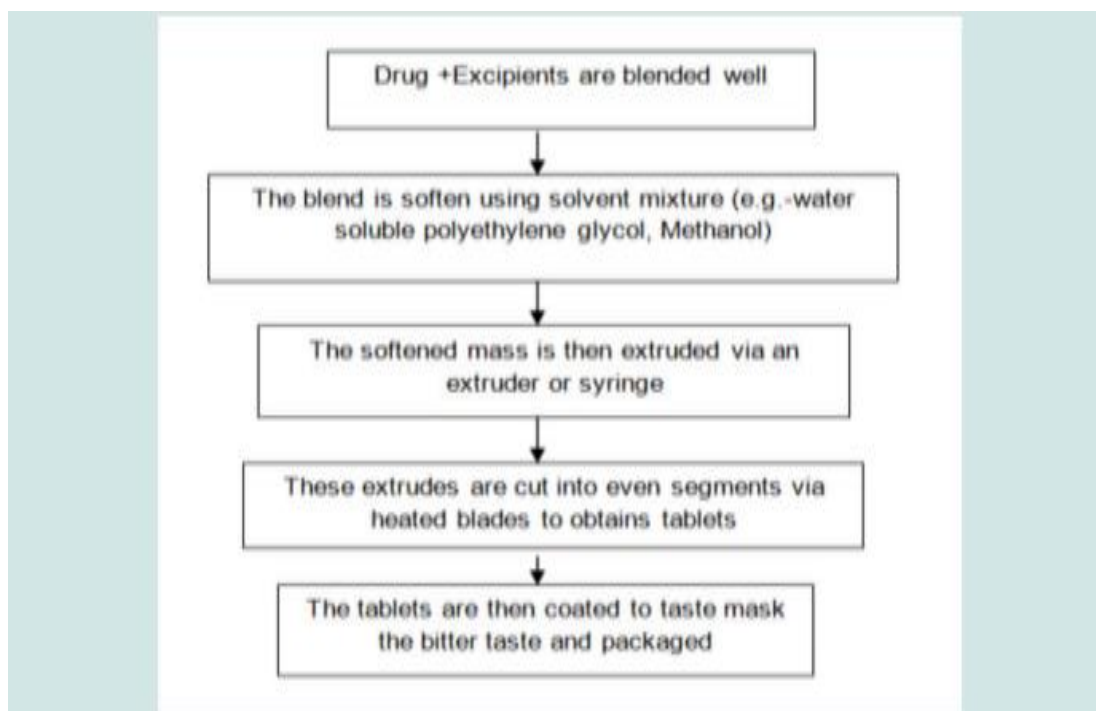 Drug +Excipients are blended well
The blend is soften using solvent mixture (e.g.-water
soluble polyethylene glycol, Methanol)
The softened mass is then extruded via an
extruder or syringe
These extrudes are cut into even segments via
heated blades to obtains tablets
The tablets are then coated to taste mask
the bitter taste and packaged